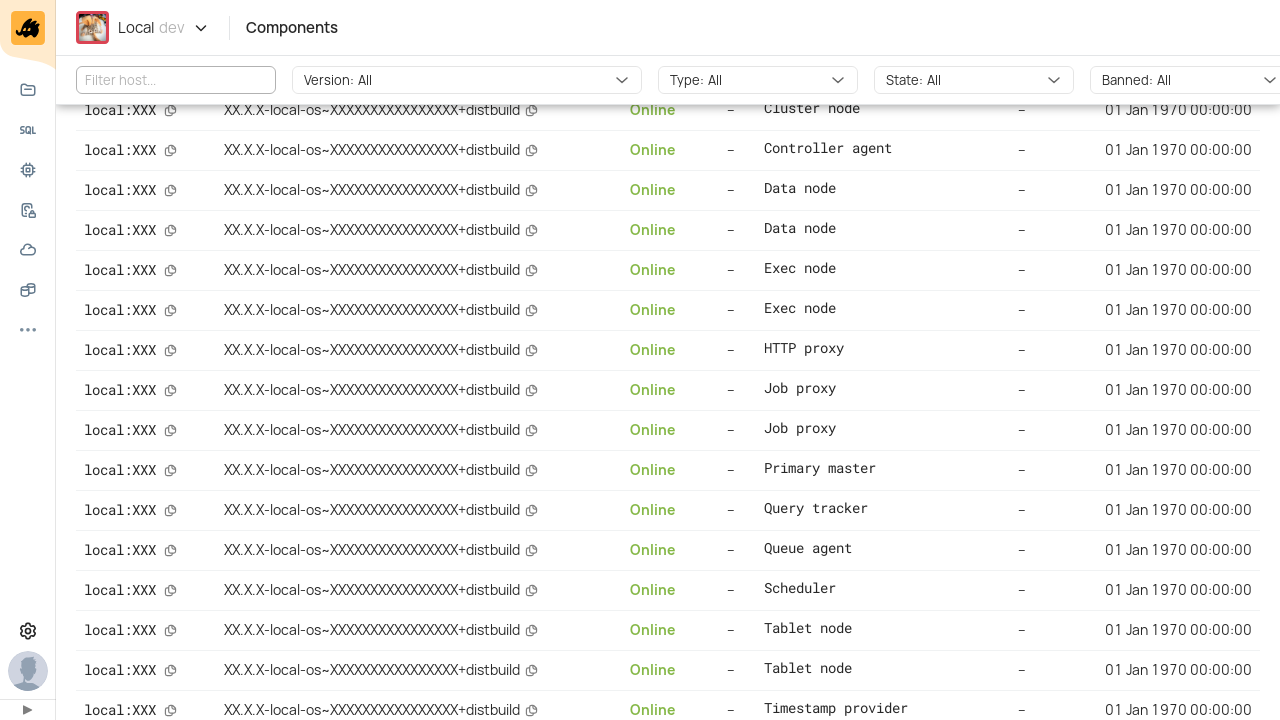 Local dev Components
Filter host... Version: All Type: All State: All Banned: All
local:XXX XX.X.X-local-os~XXXXXXXXXXXXXXXX+distbuild Online – Cluster node – 01 Jan 1970 00:00:00
local:XXX XX.X.X-local-os~XXXXXXXXXXXXXXXX+distbuild Online – Controller agent – 01 Jan 1970 00:00:00
SQL
local:XXX XX.X.X-local-os~XXXXXXXXXXXXXXXX+distbuild Online – Data node – 01 Jan 1970 00:00:00
local:XXX XX.X.X-local-os~XXXXXXXXXXXXXXXX+distbuild Online – Data node – 01 Jan 1970 00:00:00
local:XXX XX.X.X-local-os~XXXXXXXXXXXXXXXX+distbuild Online – Exec node – 01 Jan 1970 00:00:00
local:XXX XX.X.X-local-os~XXXXXXXXXXXXXXXX+distbuild Online – Exec node – 01 Jan 1970 00:00:00
local:XXX XX.X.X-local-os~XXXXXXXXXXXXXXXX+distbuild Online – HTTP proxy – 01 Jan 1970 00:00:00
local:XXX XX.X.X-local-os~XXXXXXXXXXXXXXXX+distbuild Online – Job proxy – 01 Jan 1970 00:00:00
local:XXX XX.X.X-local-os~XXXXXXXXXXXXXXXX+distbuild Online – Job proxy – 01 Jan 1970 00:00:00
local:XXX XX.X.X-local-os~XXXXXXXXXXXXXXXX+distbuild Online – Primary master – 01 Jan 1970 00:00:00
local:XXX XX.X.X-local-os~XXXXXXXXXXXXXXXX+distbuild Online – Query tracker – 01 Jan 1970 00:00:00
local:XXX XX.X.X-local-os~XXXXXXXXXXXXXXXX+distbuild Online – Queue agent – 01 Jan 1970 00:00:00
local:XXX XX.X.X-local-os~XXXXXXXXXXXXXXXX+distbuild Online – Scheduler – 01 Jan 1970 00:00:00
local:XXX XX.X.X-local-os~XXXXXXXXXXXXXXXX+distbuild Online – Tablet node – 01 Jan 1970 00:00:00
local:XXX XX.X.X-local-os~XXXXXXXXXXXXXXXX+distbuild Online – Tablet node – 01 Jan 1970 00:00:00
local:XXX XX.X.X-local-os~XXXXXXXXXXXXXXXX+distbuild Online – Timestamp provider – 01 Jan 1970 00:00:00